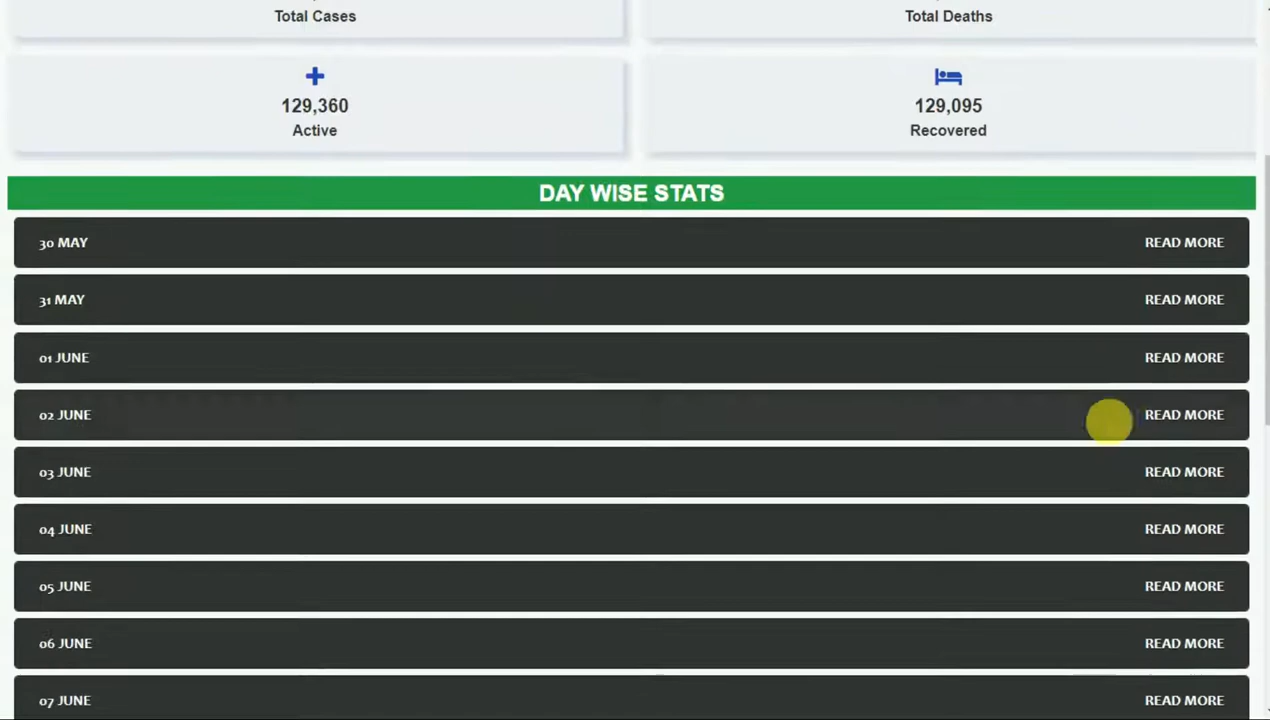 Total Cases
Total Deaths
129,360
Active
129,095
Recovered
DAY WISE STATS
30 MAY READ MORE
31 MAY READ MORE
01 JUNE READ MORE
02 JUNE READ MORE
03 JUNE READ MORE
04 JUNE READ MORE
05 JUNE READ MORE
06 JUNE READ MORE
07 JUNE READ MORE